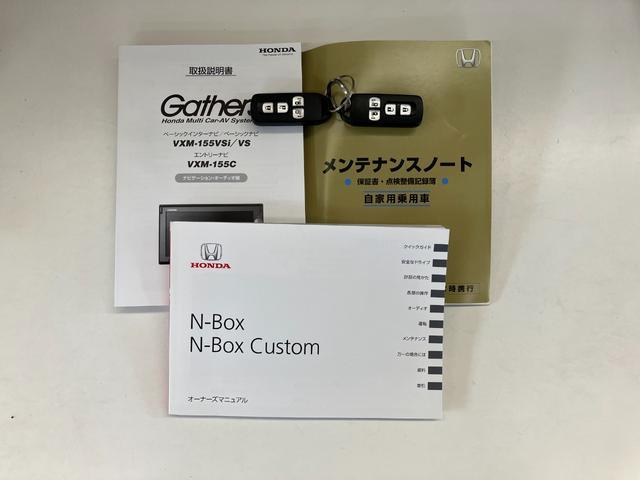 HONDA
The Power of Dreams
取扱説明書
Gather
Honda Multi Car-AV System
ベーシックインターナビ/ベーシックナビ
VXM-155VSi/VS
エントリーナビ
VXM-155C
ナビゲーション・オーディオ編
メンテナンスノート
保証書・点検整備記録簿
自家用乗用車
時携行
HONDA
N-Box
N-Box Custom
オーナーズマニュアル
クイックガイド
安全なドライブ
計器の見かた
各部の操作
オーディオ
運転
メンテナンス
万一の場合には
資料
索引